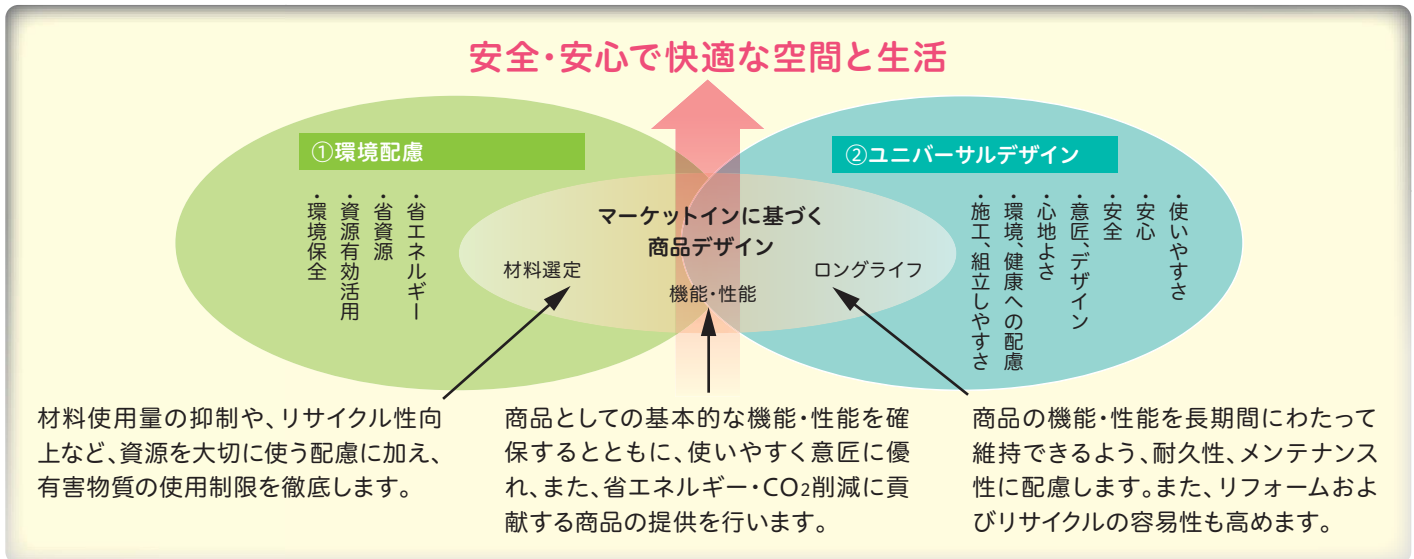 安全・安心で快適な空間と生活
①環境配慮
・省エネルギー
・省資源
・資源有効活用
・環境保全
マーケットインに基づく
商品デザイン
材料選定
機能・性能
ロングライフ
②ユニバーサルデザイン
・使いやすさ
・安心
・安全
・意匠、デザイン
・心地よさ
・環境、健康への配慮
・施工、組立しやすさ
材料使用量の抑制や、リサイクル性向
上など、資源を大切に使う配慮に加え、
有害物質の使用制限を徹底します。
商品としての基本的な機能・性能を確
保するとともに、使いやすく意匠に優
れ、また、省エネルギー・CO2削減に貢
献する商品の提供を行います。
商品の機能・性能を長期間にわたって
維持できるよう、耐久性、メンテナンス
性に配慮します。また、リフォームおよ
びリサイクルの容易性も高めます。